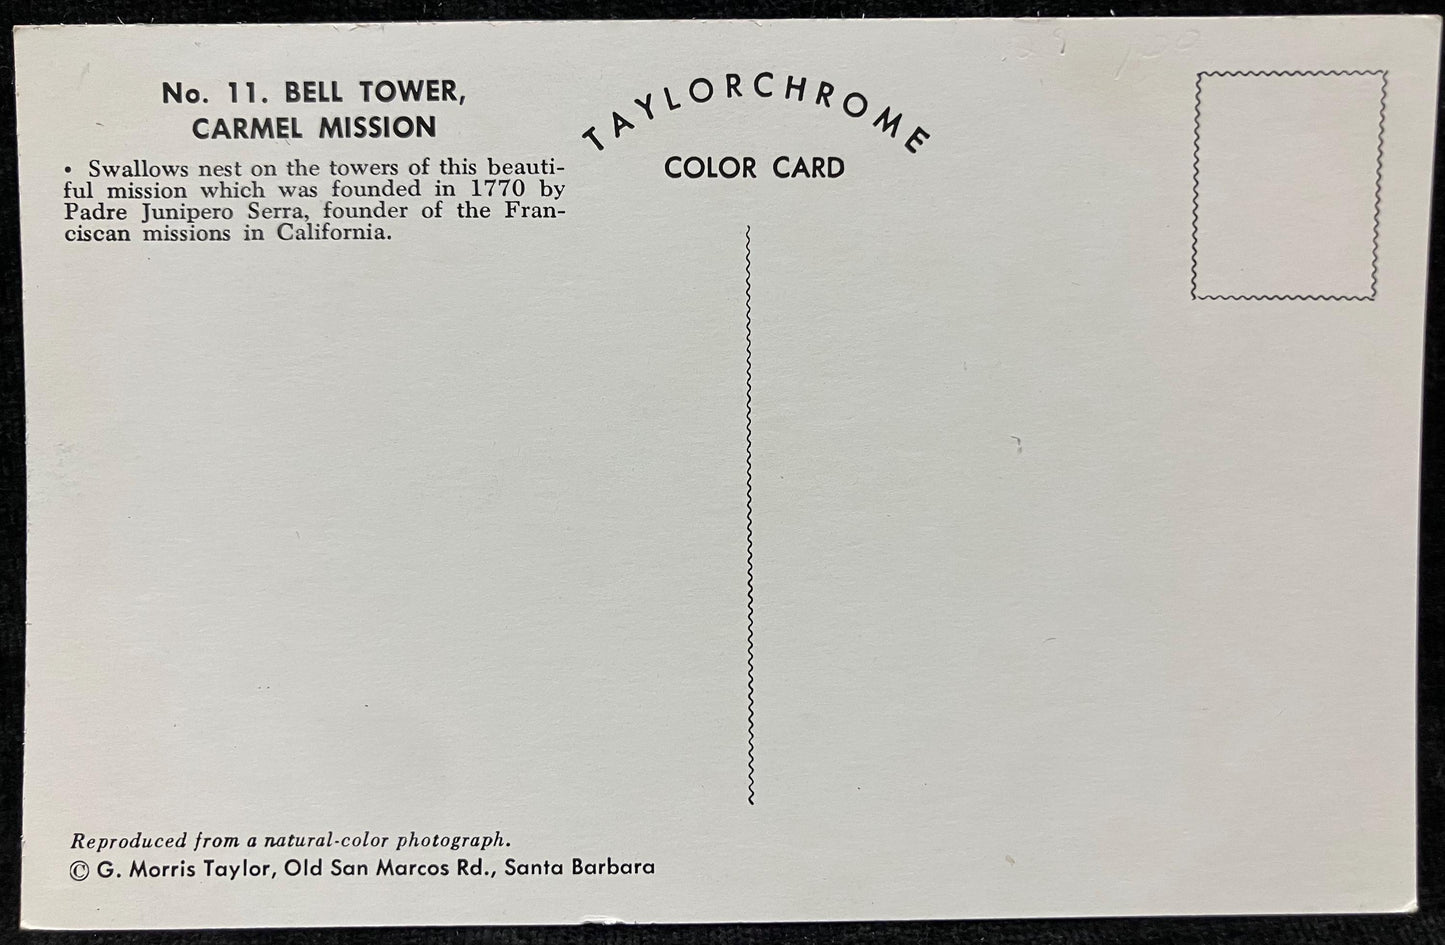 No. 11. BELL TOWER,
CARMEL MISSION
• Swallows nest on the towers of this beauti-
ful mission which was founded in 1770 by
Padre Junipero Serra, founder of the Fran-
ciscan missions in California.
TAYLORCHROME
COLOR CARD
Reproduced from a natural-color photograph.
© G. Morris Taylor, Old San Marcos Rd., Santa Barbara